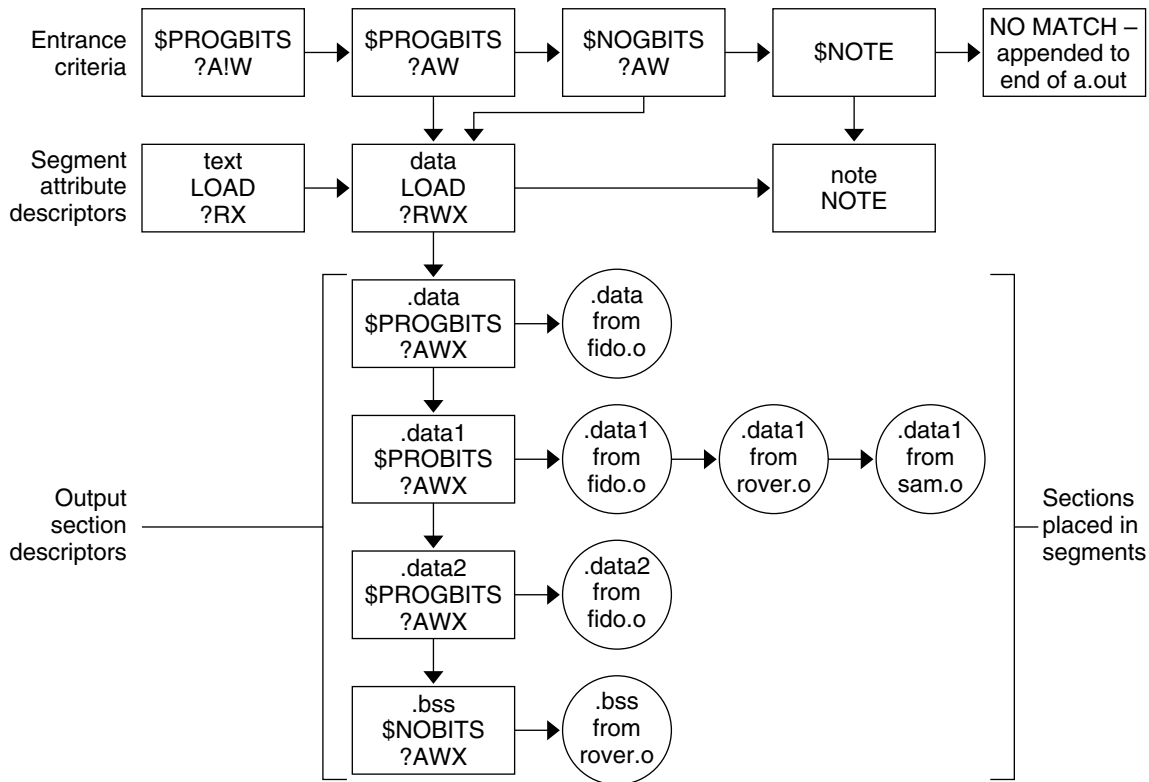 Entrance
criteria
$PROGBITS
?A!W
$PROGBITS
?AW
$NOGBITS
?AW
$NOTE
NO MATCH –
appended to
end of a.out
Segment
attribute
descriptors
text
LOAD
?RX
data
LOAD
?RWX
note
NOTE
Output
section
descriptors
.data
$PROGBITS
?AWX
.data
from
fido.o
.data1
$PROBITS
?AWX
.data1
from
fido.o
.data1
from
rover.o
.data1
from
sam.o
.data2
$PROGBITS
?AWX
.data2
from
fido.o
.bss
$NOBITS
?AWX
.bss
from
rover.o
Sections
placed in
segments